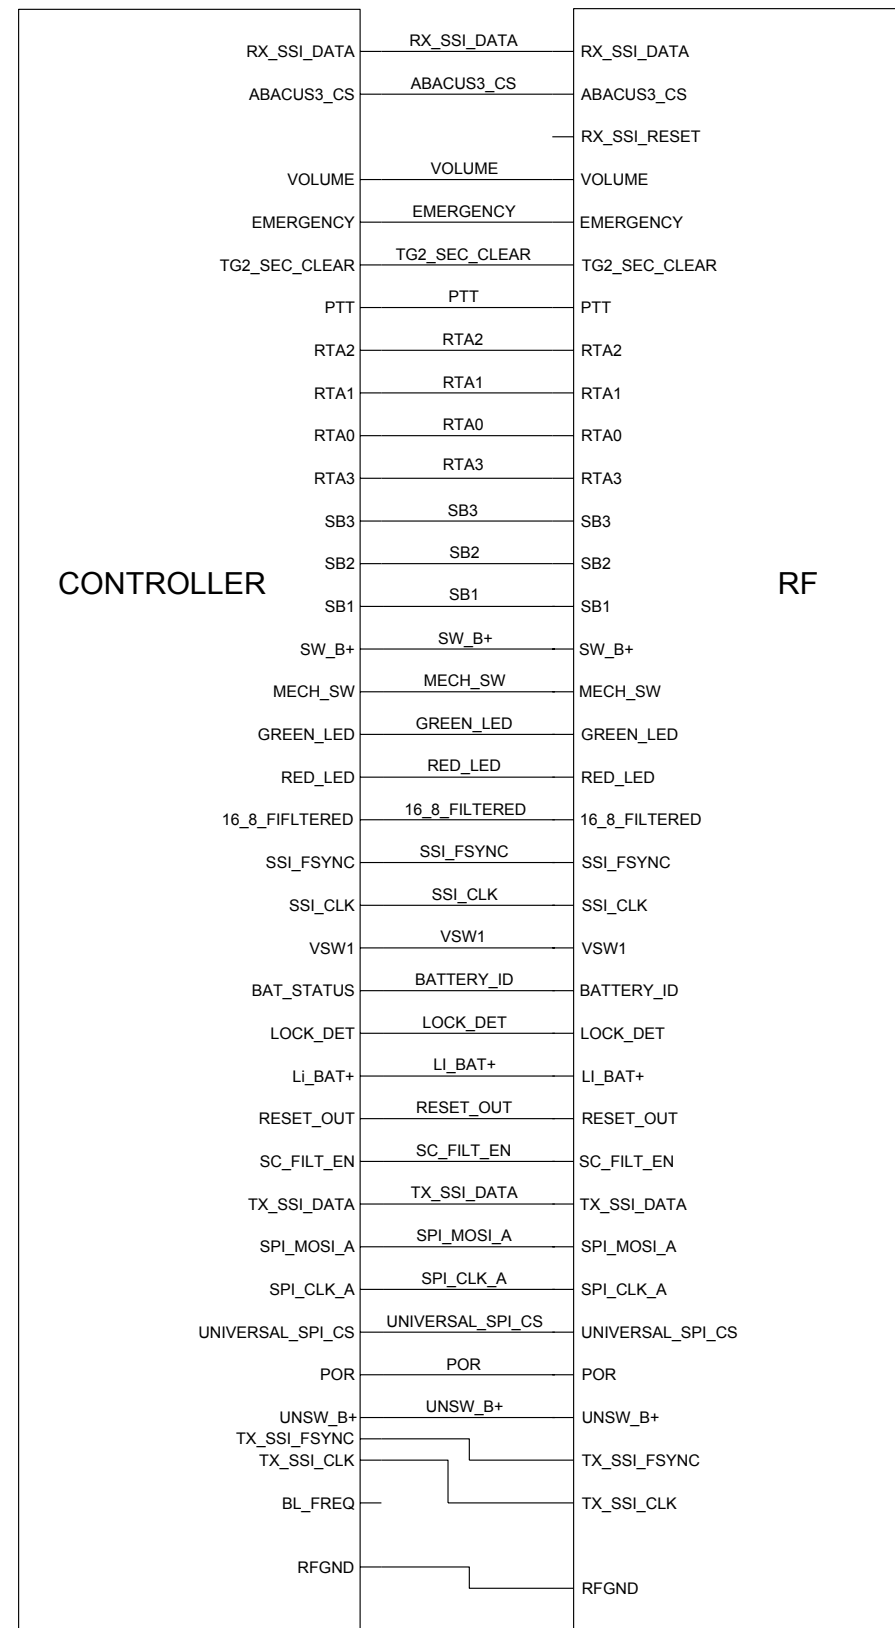 RX_SSI_DATA RX_SSI_DATA RX_SSI_DATA
ABACUS3_CS ABACUS3_CS ABACUS3_CS
RX_SSI_RESET
VOLUME VOLUME VOLUME
EMERGENCY EMERGENCY EMERGENCY
TG2_SEC_CLEAR TG2_SEC_CLEAR TG2_SEC_CLEAR
PTT PTT PTT
RTA2 RTA2 RTA2
RTA1 RTA1 RTA1
RTA0 RTA0 RTA0
RTA3 RTA3 RTA3
SB3 SB3 SB3
SB2 SB2 SB2
CONTROLLER RF
SB1 SB1 SB1
SW_B+ SW_B+ SW_B+
MECH_SW MECH_SW MECH_SW
GREEN_LED GREEN_LED GREEN_LED
RED_LED RED_LED RED_LED
16_8_FIFLTERED 16_8_FILTERED 16_8_FILTERED
SSI_FSYNC SSI_FSYNC SSI_FSYNC
SSI_CLK SSI_CLK SSI_CLK
VSW1 VSW1 VSW1
BAT_STATUS BATTERY_ID BATTERY_ID
LOCK_DET LOCK_DET LOCK_DET
Li_BAT+ LI_BAT+ LI_BAT+
RESET_OUT RESET_OUT RESET_OUT
SC_FILT_EN SC_FILT_EN SC_FILT_EN
TX_SSI_DATA TX_SSI_DATA TX_SSI_DATA
SPI_MOSI_A SPI_MOSI_A SPI_MOSI_A
SPI_CLK_A SPI_CLK_A SPI_CLK_A
UNIVERSAL_SPI_CS UNIVERSAL_SPI_CS UNIVERSAL_SPI_CS
POR POR POR
UNSW_B+ UNSW_B+ UNSW_B+
TX_SSI_FSYNC
TX_SSI_CLK TX_SSI_FSYNC
BL_FREQ TX_SSI_CLK
RFGND
RFGND